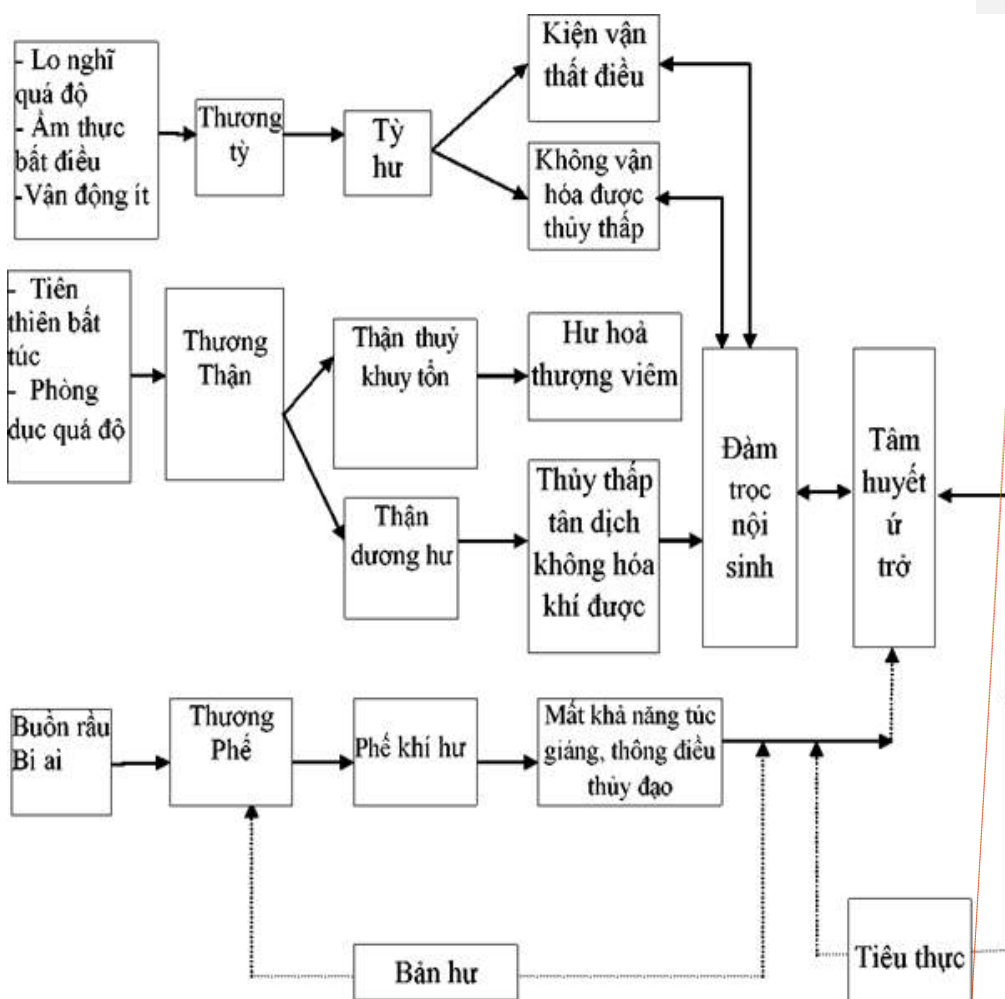 - Lo nghĩ
quá độ
- Ẩm thực
bất điều
-Vận động ít
Thương
tỳ
Tỳ
hư
Kiện vận
thất điều
Không vận
hóa được
thủy thấp
- Tiên
thiên bất
túc
- Phòng
dục quá độ
Thương
Thận
Thận thuỷ
khuy tổn
Hư hoả
thượng viêm
Thận
dương hư
Thủy thấp
tân dịch
không hóa
khí được
Đàm
trọc
nội
sinh
Tâm
huyết
ứ
trở
Buồn rầu
Bi ai
Thương
Phế
Phế khí hư
Mất khả năng túc
giáng, thông điều
thủy đạo
Bản hư
Tiêu thực